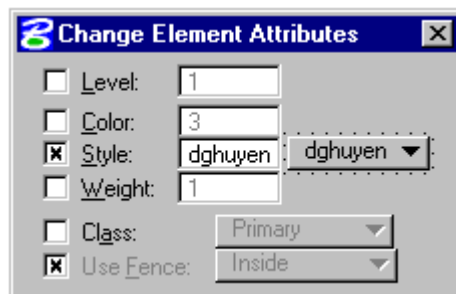 Change Element Attributes
Level: 1
Color: 3
Style: dghuyen dghuyen
Weight: 1
Class: Primary
Use Fence: Inside